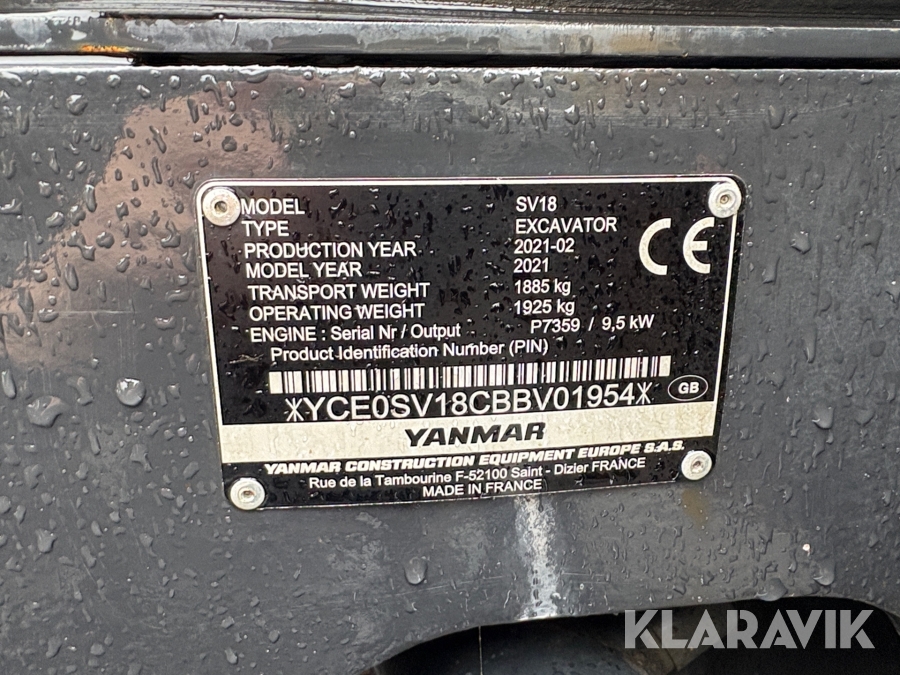 MODEL SV18
TYPE EXCAVATOR
PRODUCTION YEAR 2021-02
MODEL YEAR 2021
TRANSPORT WEIGHT 1885 kg
OPERATING WEIGHT 1925 kg
ENGINE : Serial Nr / Output P7359 / 9,5 kW
Product Identification Number (PIN)
*YCE0SV18CBBV01954*
GB
CE
YANMAR
YANMAR CONSTRUCTION EQUIPMENT EUROPE S.A.S.
Rue de la Tambourine F-52100 Saint - Dizier FRANCE
MADE IN FRANCE
KLARAVIK